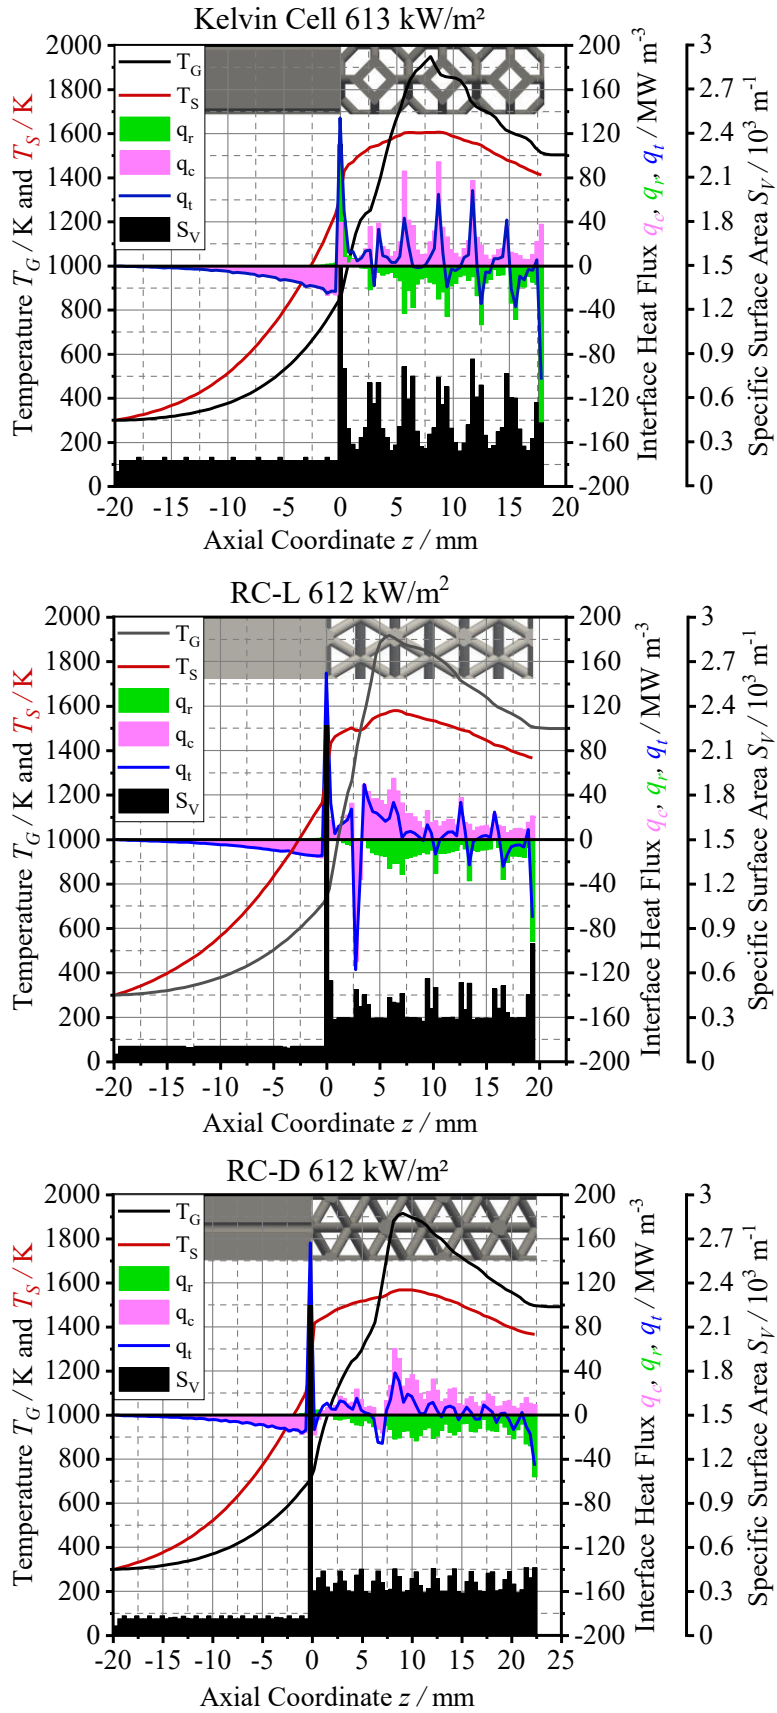 Kelvin Cell 613 kW/m²
Temperature T_G / K and T_S / K
2000
1800
1600
1400
1200
1000
800
600
400
200
0
T_G
T_S
q_r
q_c
q_t
S_V
200
160
120
80
40
0
-40
-80
-120
-160
-200
Interface Heat Flux q_c, q_r, q_t / MW m⁻³
3
2.7
2.4
2.1
1.8
1.5
1.2
0.9
0.6
0.3
0
Specific Surface Area S_V / 10³ m⁻¹
-20 -15 -10 -5 0 5 10 15 20
Axial Coordinate z / mm
RC-L 612 kW/m²
Temperature T_G / K and T_S / K
2000
1800
1600
1400
1200
1000
800
600
400
200
0
T_G
T_S
q_r
q_c
q_t
S_V
200
160
120
80
40
0
-40
-80
-120
-160
-200
Interface Heat Flux q_c, q_r, q_t / MW m⁻³
3
2.7
2.4
2.1
1.8
1.5
1.2
0.9
0.6
0.3
0
Specific Surface Area S_V / 10³ m⁻¹
-20 -15 -10 -5 0 5 10 15 20
Axial Coordinate z / mm
RC-D 612 kW/m²
Temperature T_G / K and T_S / K
2000
1800
1600
1400
1200
1000
800
600
400
200
0
T_G
T_S
q_r
q_c
q_t
S_V
200
160
120
80
40
0
-40
-80
-120
-160
-200
Interface Heat Flux q_c, q_r, q_t / MW m⁻³
3
2.7
2.4
2.1
1.8
1.5
1.2
0.9
0.6
0.3
0
Specific Surface Area S_V / 10³ m⁻¹
-20 -15 -10 -5 0 5 10 15 20 25
Axial Coordinate z / mm